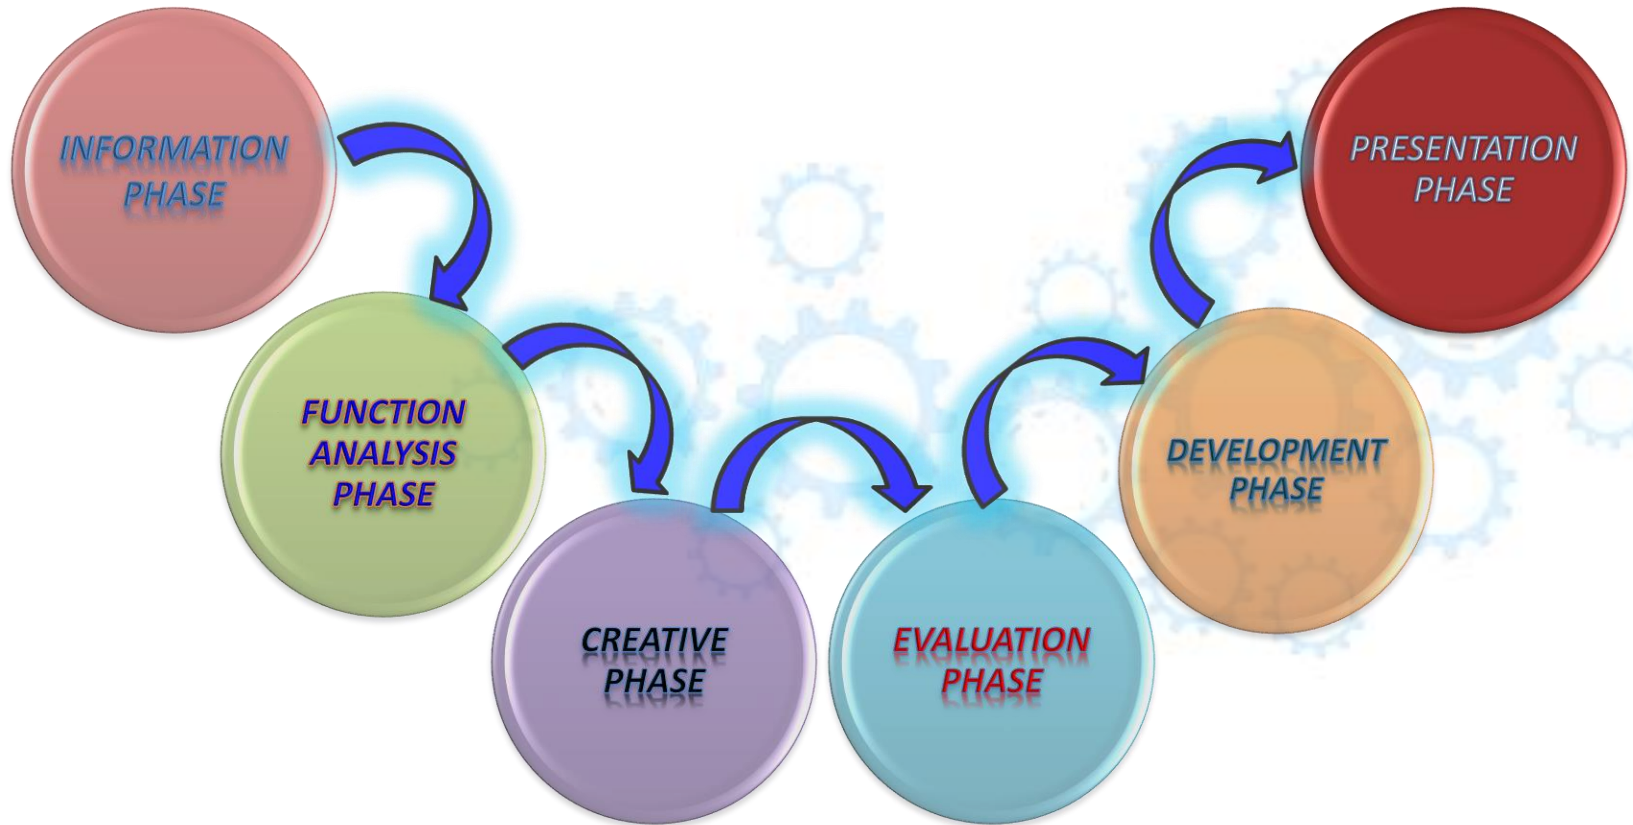 INFORMATION
PHASE
FUNCTION
ANALYSIS
PHASE
CREATIVE
PHASE
EVALUATION
PHASE
DEVELOPMENT
PHASE
PRESENTATION
PHASE